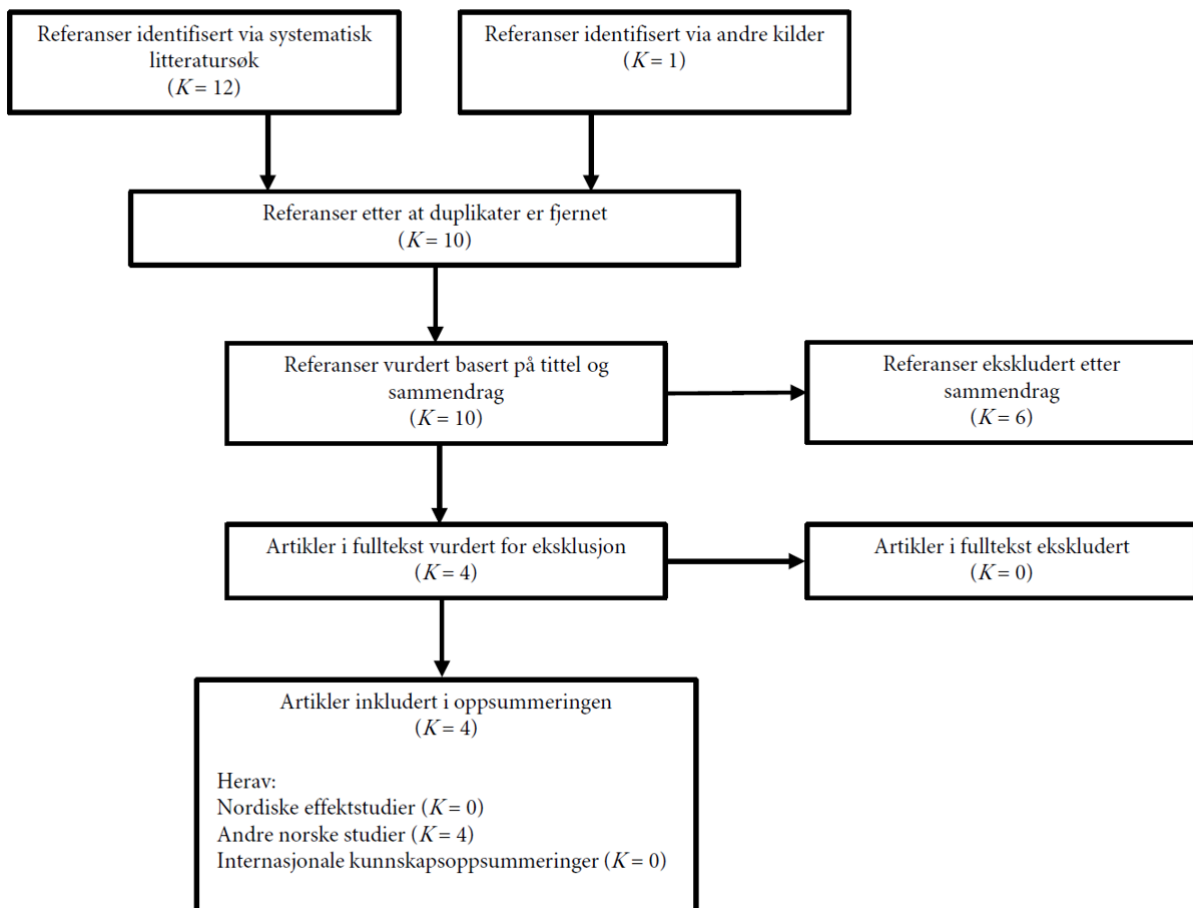 Referanser identifisert via systematisk
litteratursøk
(K = 12)
Referanser identifisert via andre kilder
(K = 1)
Referanser etter at duplikater er fjernet
(K = 10)
Referanser vurdert basert på tittel og
sammendrag
(K = 10)
Referanser ekskludert etter
sammendrag
(K = 6)
Artikler i fulltekst vurdert for eksklusjon
(K = 4)
Artikler i fulltekst ekskludert
(K = 0)
Artikler inkludert i oppsummeringen
(K = 4)
Herav:
Nordiske effektstudier (K = 0)
Andre norske studier (K = 4)
Internasjonale kunnskapsoppsummeringer (K = 0)